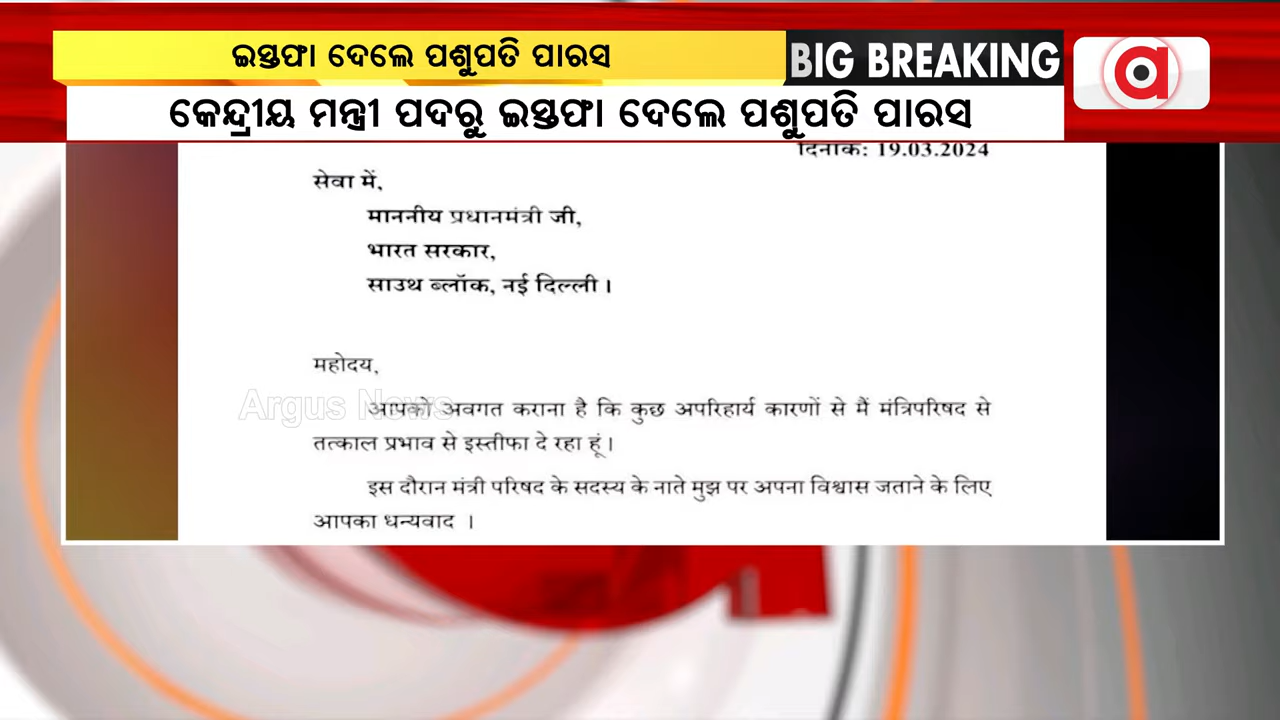 ଇସ୍ତଫା ଦେଲେ ପଶୁପତି ପାରସ
BIG BREAKING
କେନ୍ଦ୍ରୀୟ ମନ୍ତ୍ରୀ ପଦରୁ ଇସ୍ତଫା ଦେଲେ ପଶୁପତି ପାରସ
दिनांक: 19.03.2024
सेवा में,
माननीय प्रधानमंत्री जी,
भारत सरकार,
साउथ ब्लॉक, नई दिल्ली।
महोदय,
Argus News
आपको अवगत कराना है कि कुछ अपरिहार्य कारणों से मैं मंत्रिपरिषद से
तत्काल प्रभाव से इस्तीफा दे रहा हूं।
इस दौरान मंत्री परिषद के सदस्य के नाते मुझ पर अपना विश्वास जताने के लिए
आपका धन्यवाद ।